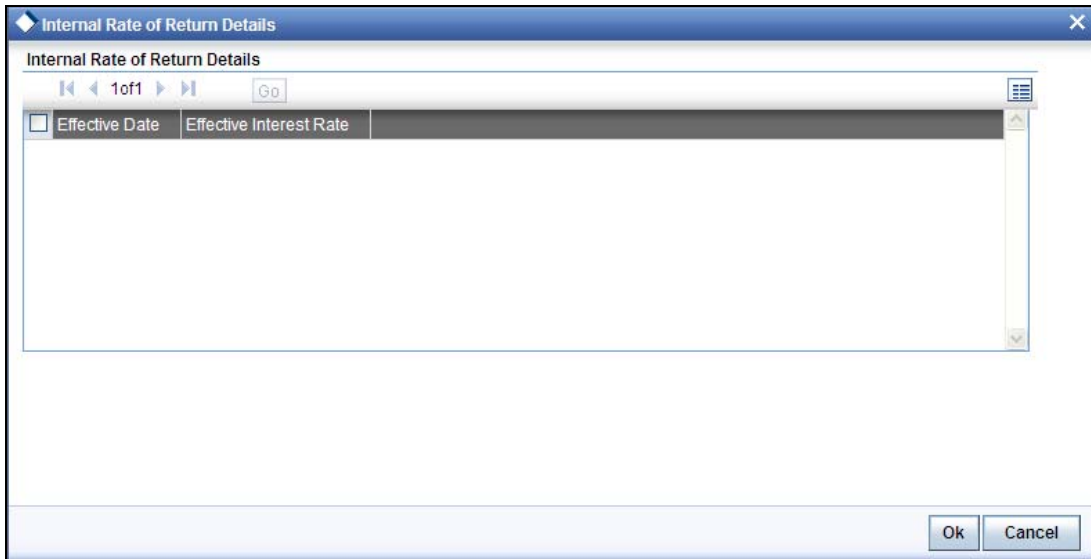 Internal Rate of Return Details
Internal Rate of Return Details
1of1 Go
Effective Date Effective Interest Rate
Ok Cancel